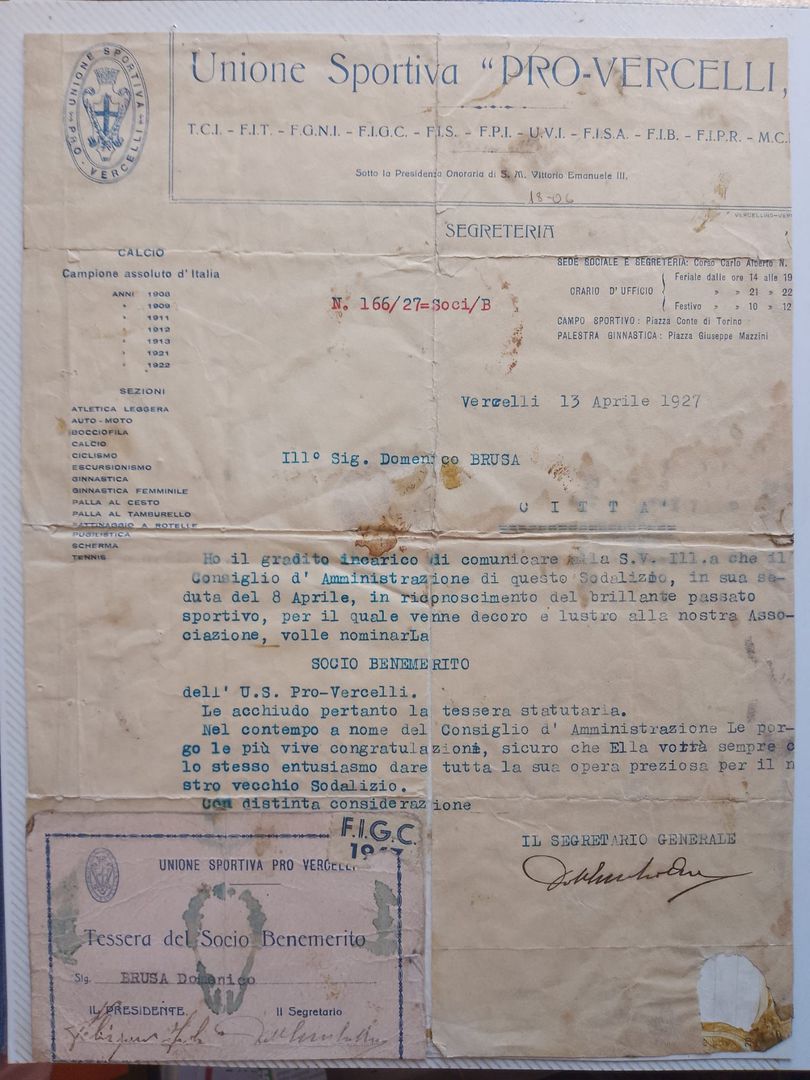 UNIONE SPORTIVA PRO-VERCELLI
Unione Sportiva "PRO-VERCELLI„
T.C.I. - F.I.T. - F.G.N.I. - F.I.G.C. - F.I.S. - F.P.I. - U.V.I. - F.I.S.A. - F.I.B. - F.I.P.R. - M.C.
Sotto la Presidenza Onoraria di S. M. Vittorio Emanuele III.
18-06
SEGRETERIA
CALCIO
Campione assoluto d'Italia
ANNI 1908
" 1909
" 1911
" 1912
" 1913
" 1921
" 1922
SEZIONI
ATLETICA LEGGERA
AUTO-MOTO
BOCCIOFILA
CALCIO
CICLISMO
ESCURSIONISMO
GINNASTICA
GINNASTICA FEMMINILE
PALLA AL CESTO
PALLA AL TAMBURELLO
PATTINAGGIO A ROTELLE
PUGILISTICA
SCHERMA
TENNIS
SEDE SOCIALE E SEGRETERIA: Corso Carlo Alberto N.
ORARIO D'UFFICIO
Feriale dalle ore 14 alle 19
" " 21 " 22
Festivo " " 10 " 12
CAMPO SPORTIVO: Piazza Conte di Torino
PALESTRA GINNASTICA: Piazza Giuseppe Mazzini
N. 166/27=Soci/B
Vercelli 13 Aprile 1927
Ill° Sig. Domenico BRUSA
C I T T A'
Ho il gradito incarico di comunicare alla S.V. Ill.a che il
Consiglio d' Amministrazione di questo Sodalizio, in sua se-
duta del 8 Aprile, in riconoscimento del brillante passato
sportivo, per il quale venne decoro e lustro alla nostra Asso-
ciazione, volle nominarLa
SOCIO BENEMERITO
dell' U.S. Pro-Vercelli.
Le acchiudo pertanto la tessera statutaria.
Nel contempo a nome del Consiglio d' Amministrazione Le por-
go le più vive congratulazioni, sicuro che Ella vorrà sempre c
lo stesso entusiasmo dare tutta la sua opera preziosa per il n
stro vecchio Sodalizio.
Con distinta considerazione
IL SEGRETARIO GENERALE
F.I.G.C.
UNIONE SPORTIVA PRO VERCELLI
Tessera del Socio Benemerito
Sig. BRUSA Domenico
IL PRESIDENTE Il Segretario